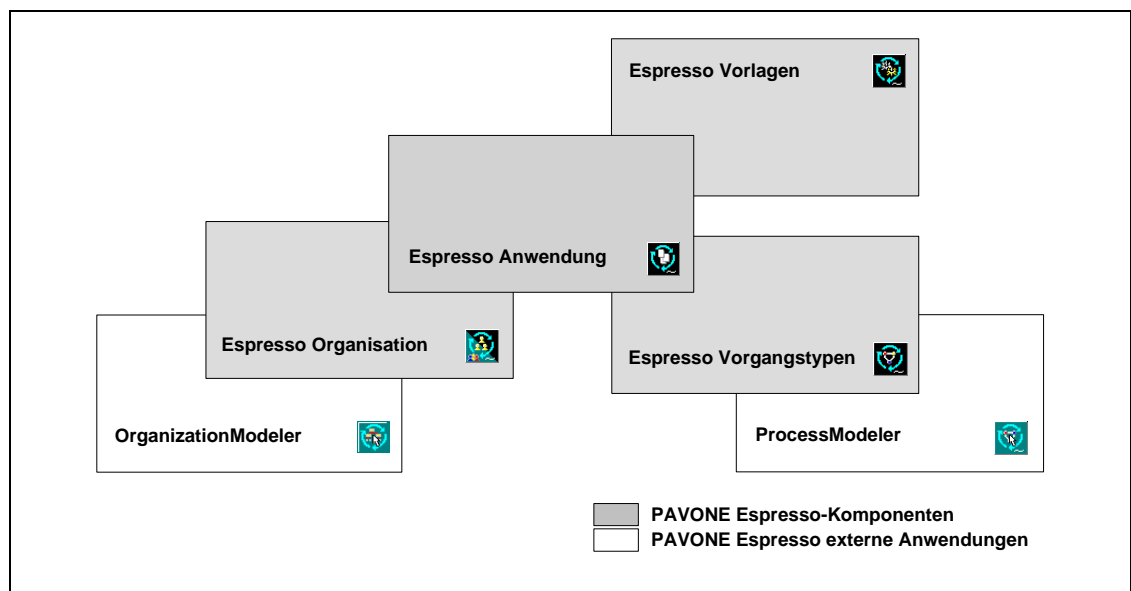 Espresso Vorlagen
Espresso Anwendung
Espresso Organisation
Espresso Vorgangstypen
OrganizationModeler
ProcessModeler
PAVONE Espresso-Komponenten
PAVONE Espresso externe Anwendungen